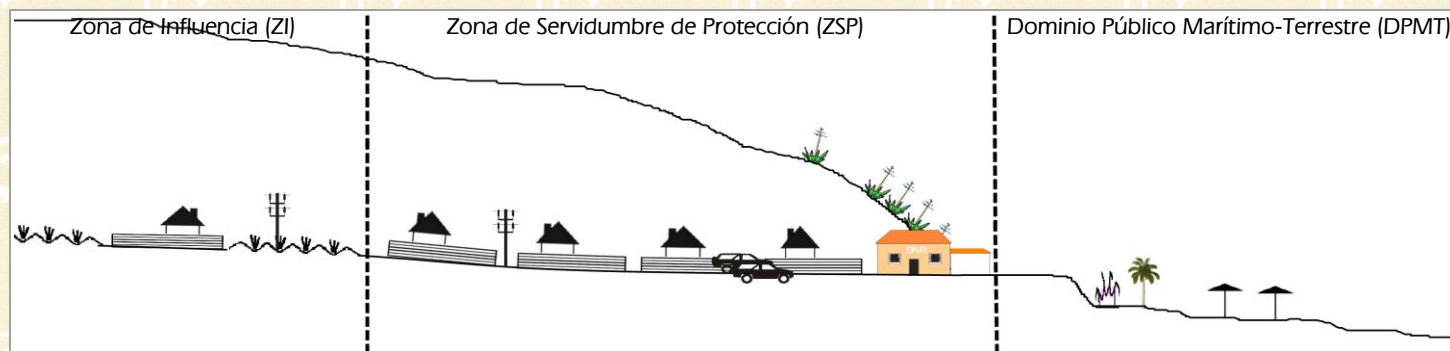 Zona de Influencia (ZI)
Zona de Servidumbre de Protección (ZSP)
Dominio Público Marítimo-Terrestre (DPMT)